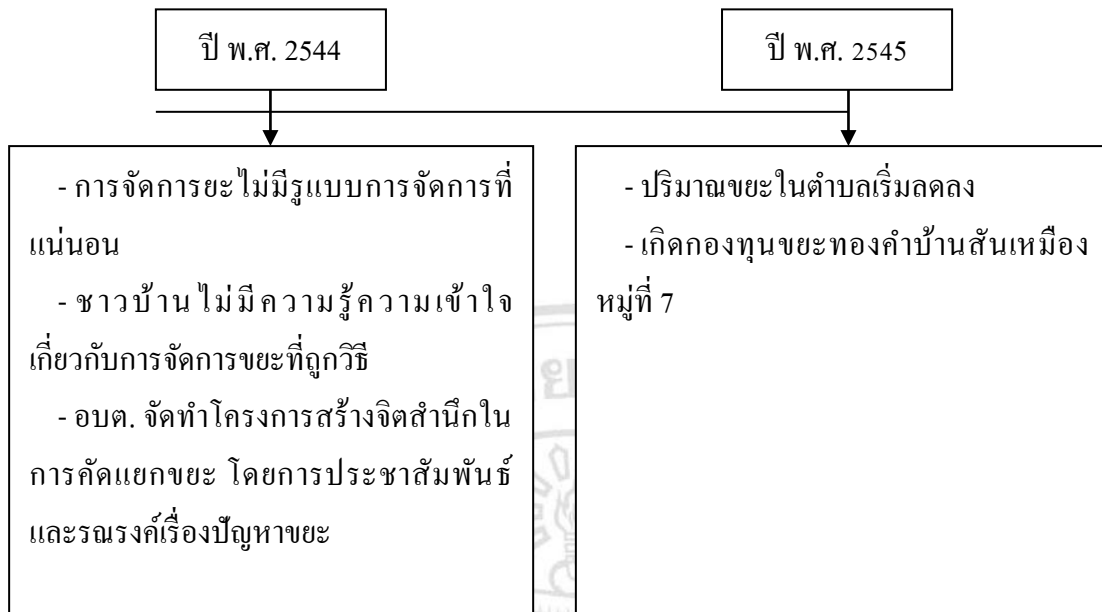 ปี พ.ศ. 2544
ปี พ.ศ. 2545
- การจัดการยะไม่มีรูแบบการจัดการที่
แน่นอน
- ชาวบ้านไม่มีความรู้ความเข้าใจ
เกี่ยวกับการจัดการขยะที่ถูกวิธี
- อบต. จัดทำโครงการสร้างจิตสำนึกใน
การคัดแยกขยะ โดยการประชาสัมพันธ์
และรณรงค์เรื่องปัญหาขยะ
- ปริมาณขยะในตำบลเริ่มลดลง
- เกิดกองทุนขยะทองคำบ้านสันเหมือง
หมู่ที่ 7